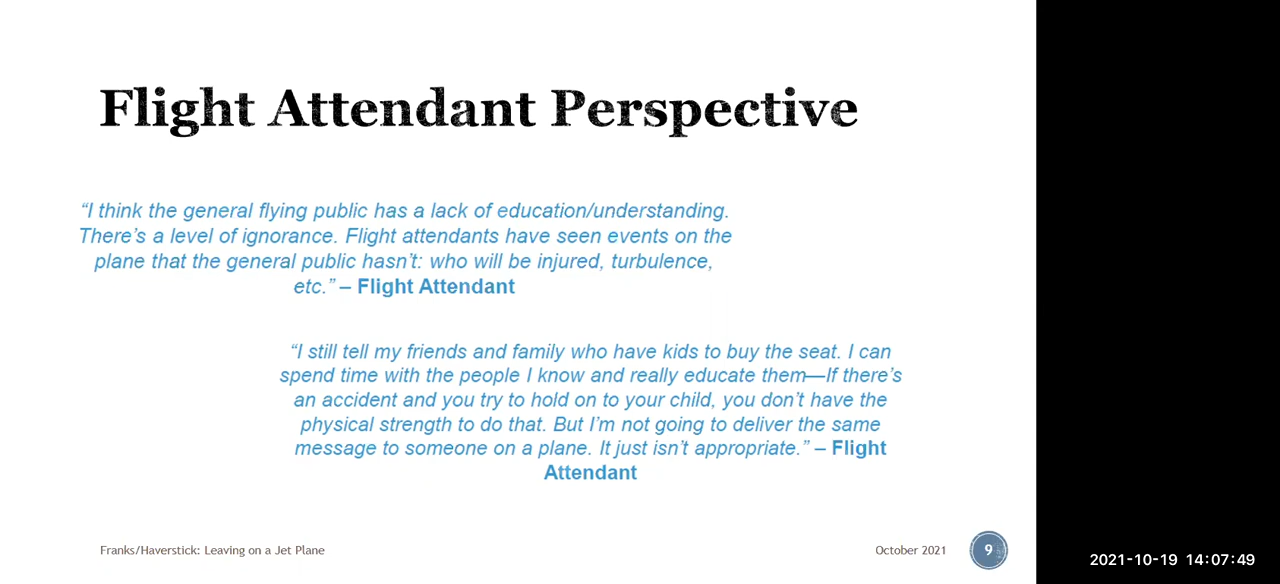 Flight Attendant Perspective
“I think the general flying public has a lack of education/understanding.
There’s a level of ignorance. Flight attendants have seen events on the
plane that the general public hasn’t: who will be injured, turbulence,
etc.” – Flight Attendant
“I still tell my friends and family who have kids to buy the seat. I can
spend time with the people I know and really educate them—If there’s
an accident and you try to hold on to your child, you don’t have the
physical strength to do that. But I’m not going to deliver the same
message to someone on a plane. It just isn’t appropriate.” – Flight
Attendant
Franks/Haverstick: Leaving on a Jet Plane
October 2021
9
2021-10-19 14:07:49